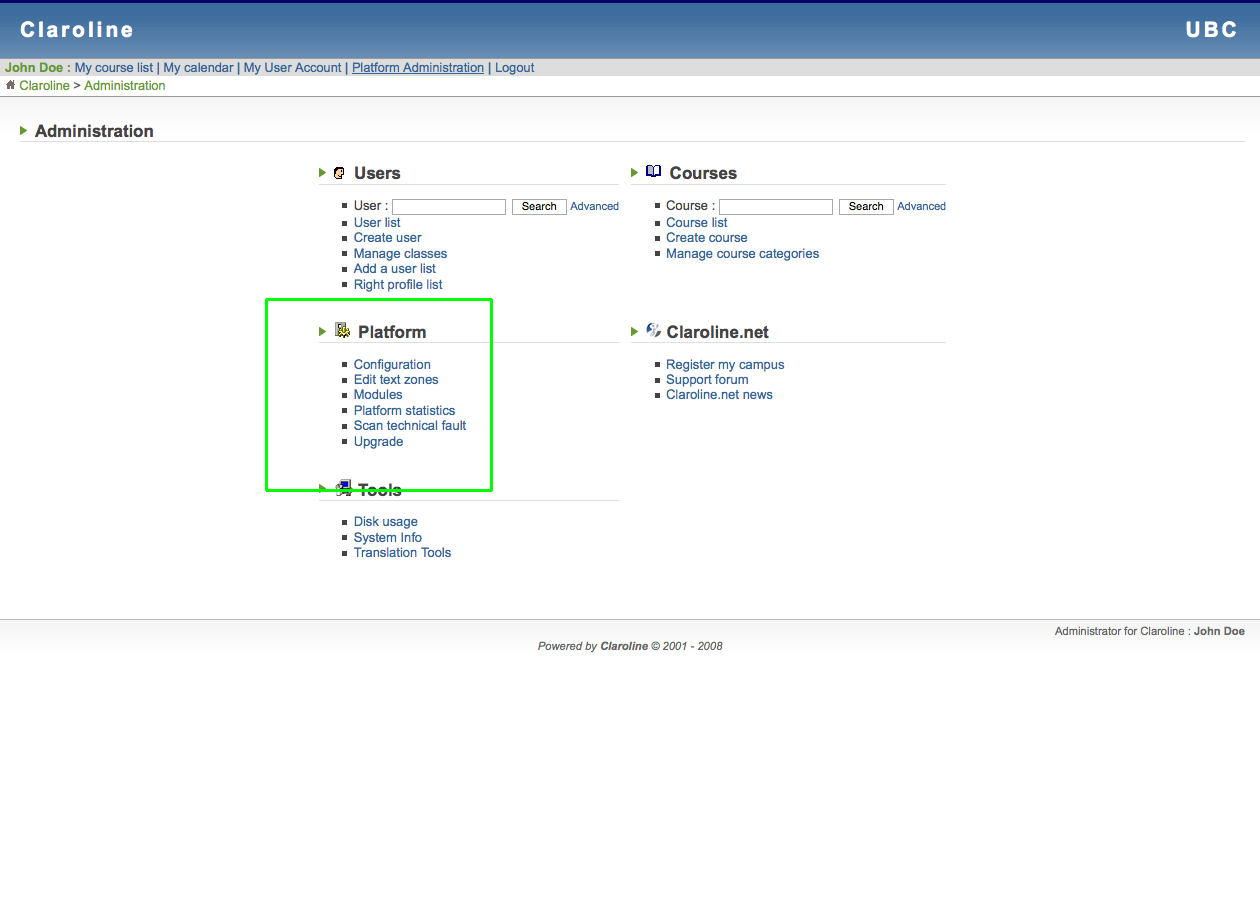 Claroline UBC
John Doe : My course list | My calendar | My User Account | Platform Administration | Logout
Claroline > Administration
Administration
Users
User : Search Advanced
User list
Create user
Manage classes
Add a user list
Right profile list
Courses
Course : Search Advanced
Course list
Create course
Manage course categories
Platform
Configuration
Edit text zones
Modules
Platform statistics
Scan technical fault
Upgrade
Claroline.net
Register my campus
Support forum
Claroline.net news
Tools
Disk usage
System Info
Translation Tools
Administrator for Claroline : John Doe
Powered by Claroline © 2001 - 2008